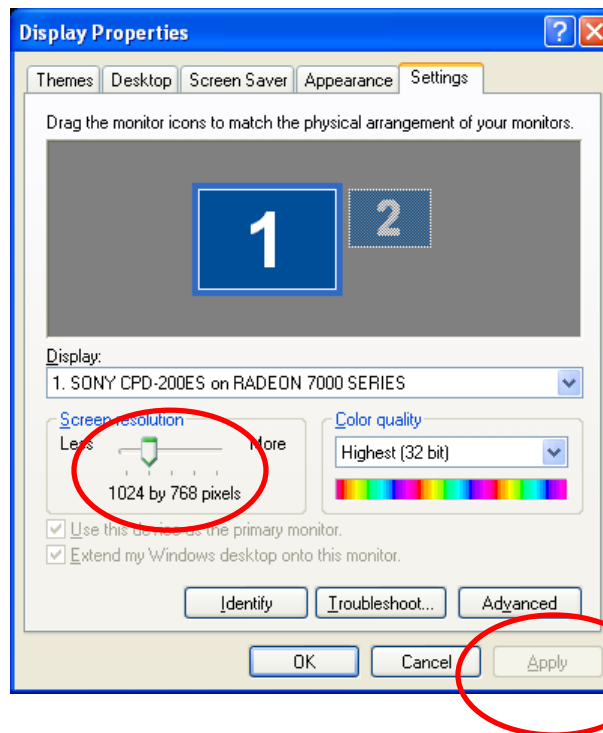 Display Properties
Themes Desktop Screen Saver Appearance Settings
Drag the monitor icons to match the physical arrangement of your monitors.
1 2
Display:
1. SONY CPD-200ES on RADEON 7000 SERIES
Screen resolution
Less More
1024 by 768 pixels
Color quality
Highest (32 bit)
Use this device as the primary monitor.
Extend my Windows desktop onto this monitor.
Identify Troubleshoot... Advanced
OK Cancel Apply